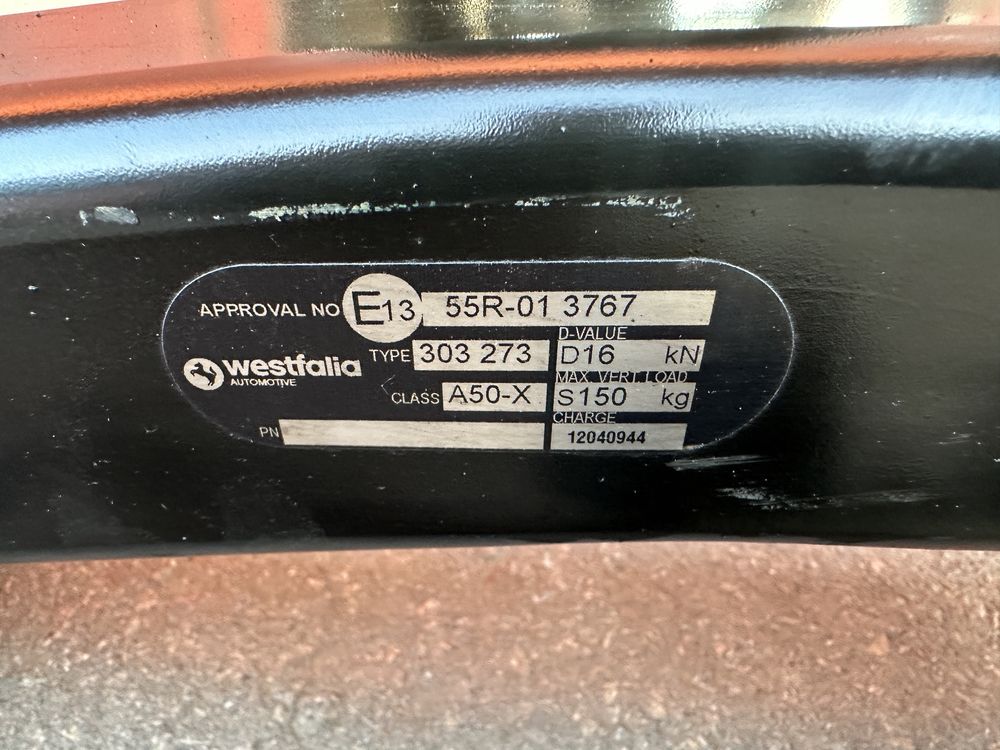 APPROVAL NO E13 55R-01 3767
westfalia
AUTOMOTIVE
TYPE 303 273
D-VALUE
D16 kN
CLASS A50-X
MAX. VERT. LOAD
S150 kg
PN
CHARGE
12040944